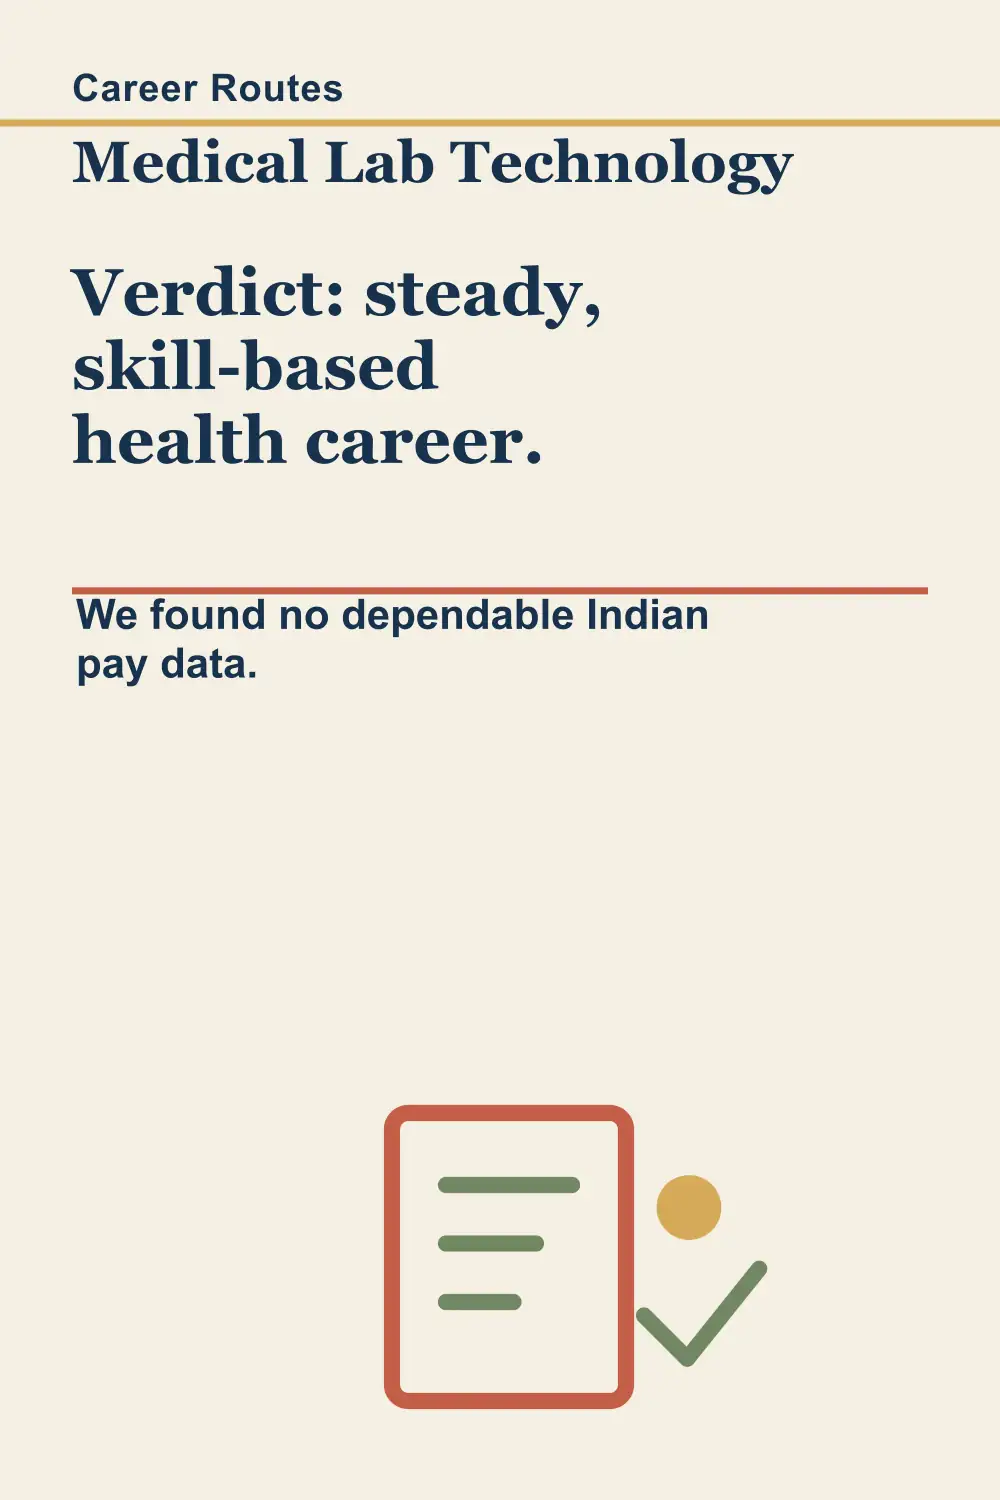 Career Routes
Medical Lab Technology
Verdict: steady,
skill-based
health career.
We found no dependable Indian
pay data.